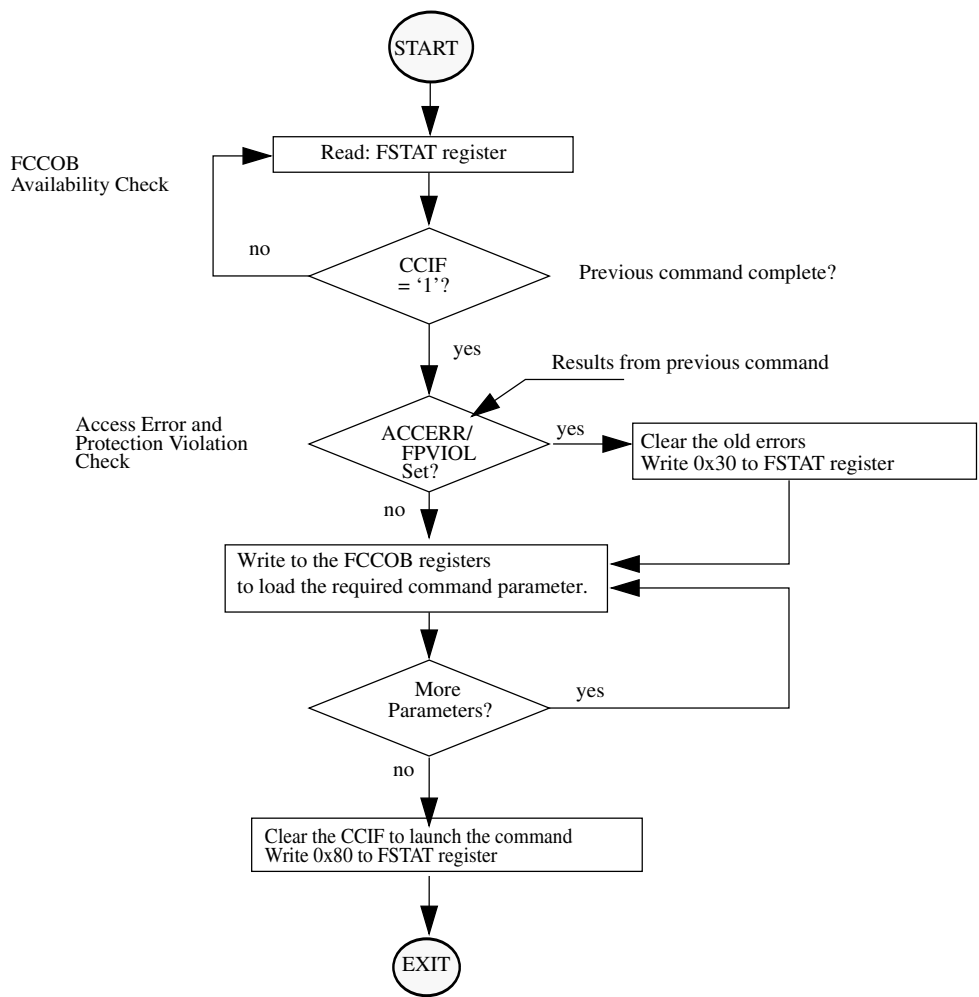 START
Read: FSTAT register
FCCOB
Availability Check
no
CCIF
= ‘1’?
Previous command complete?
yes
Results from previous command
Access Error and
Protection Violation
Check
ACCERR/
FPVIOL
Set?
yes
Clear the old errors
Write 0x30 to FSTAT register
no
Write to the FCCOB registers
to load the required command parameter.
More
Parameters?
yes
no
Clear the CCIF to launch the command
Write 0x80 to FSTAT register
EXIT